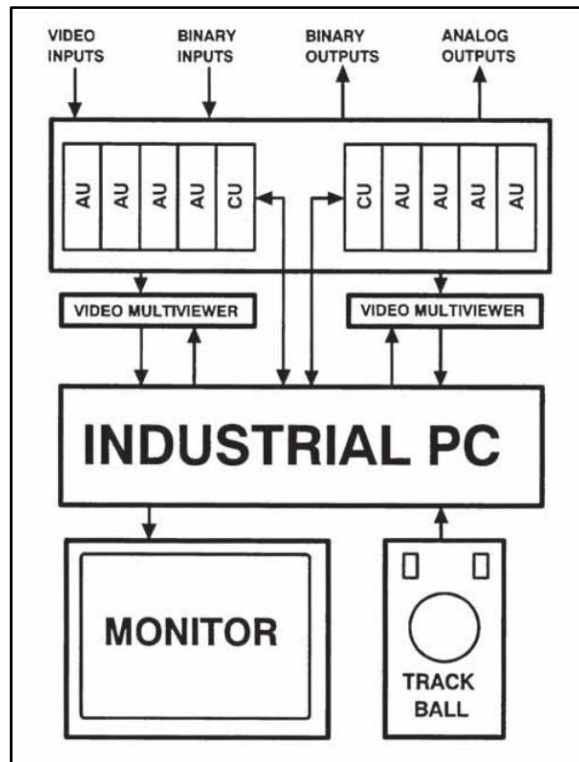 VIDEO
INPUTS
BINARY
INPUTS
BINARY
OUTPUTS
ANALOG
OUTPUTS
AU
AU
AU
AU
CU
CU
AU
AU
AU
AU
VIDEO MULTIVIEWER
VIDEO MULTIVIEWER
INDUSTRIAL PC
MONITOR
TRACK
BALL